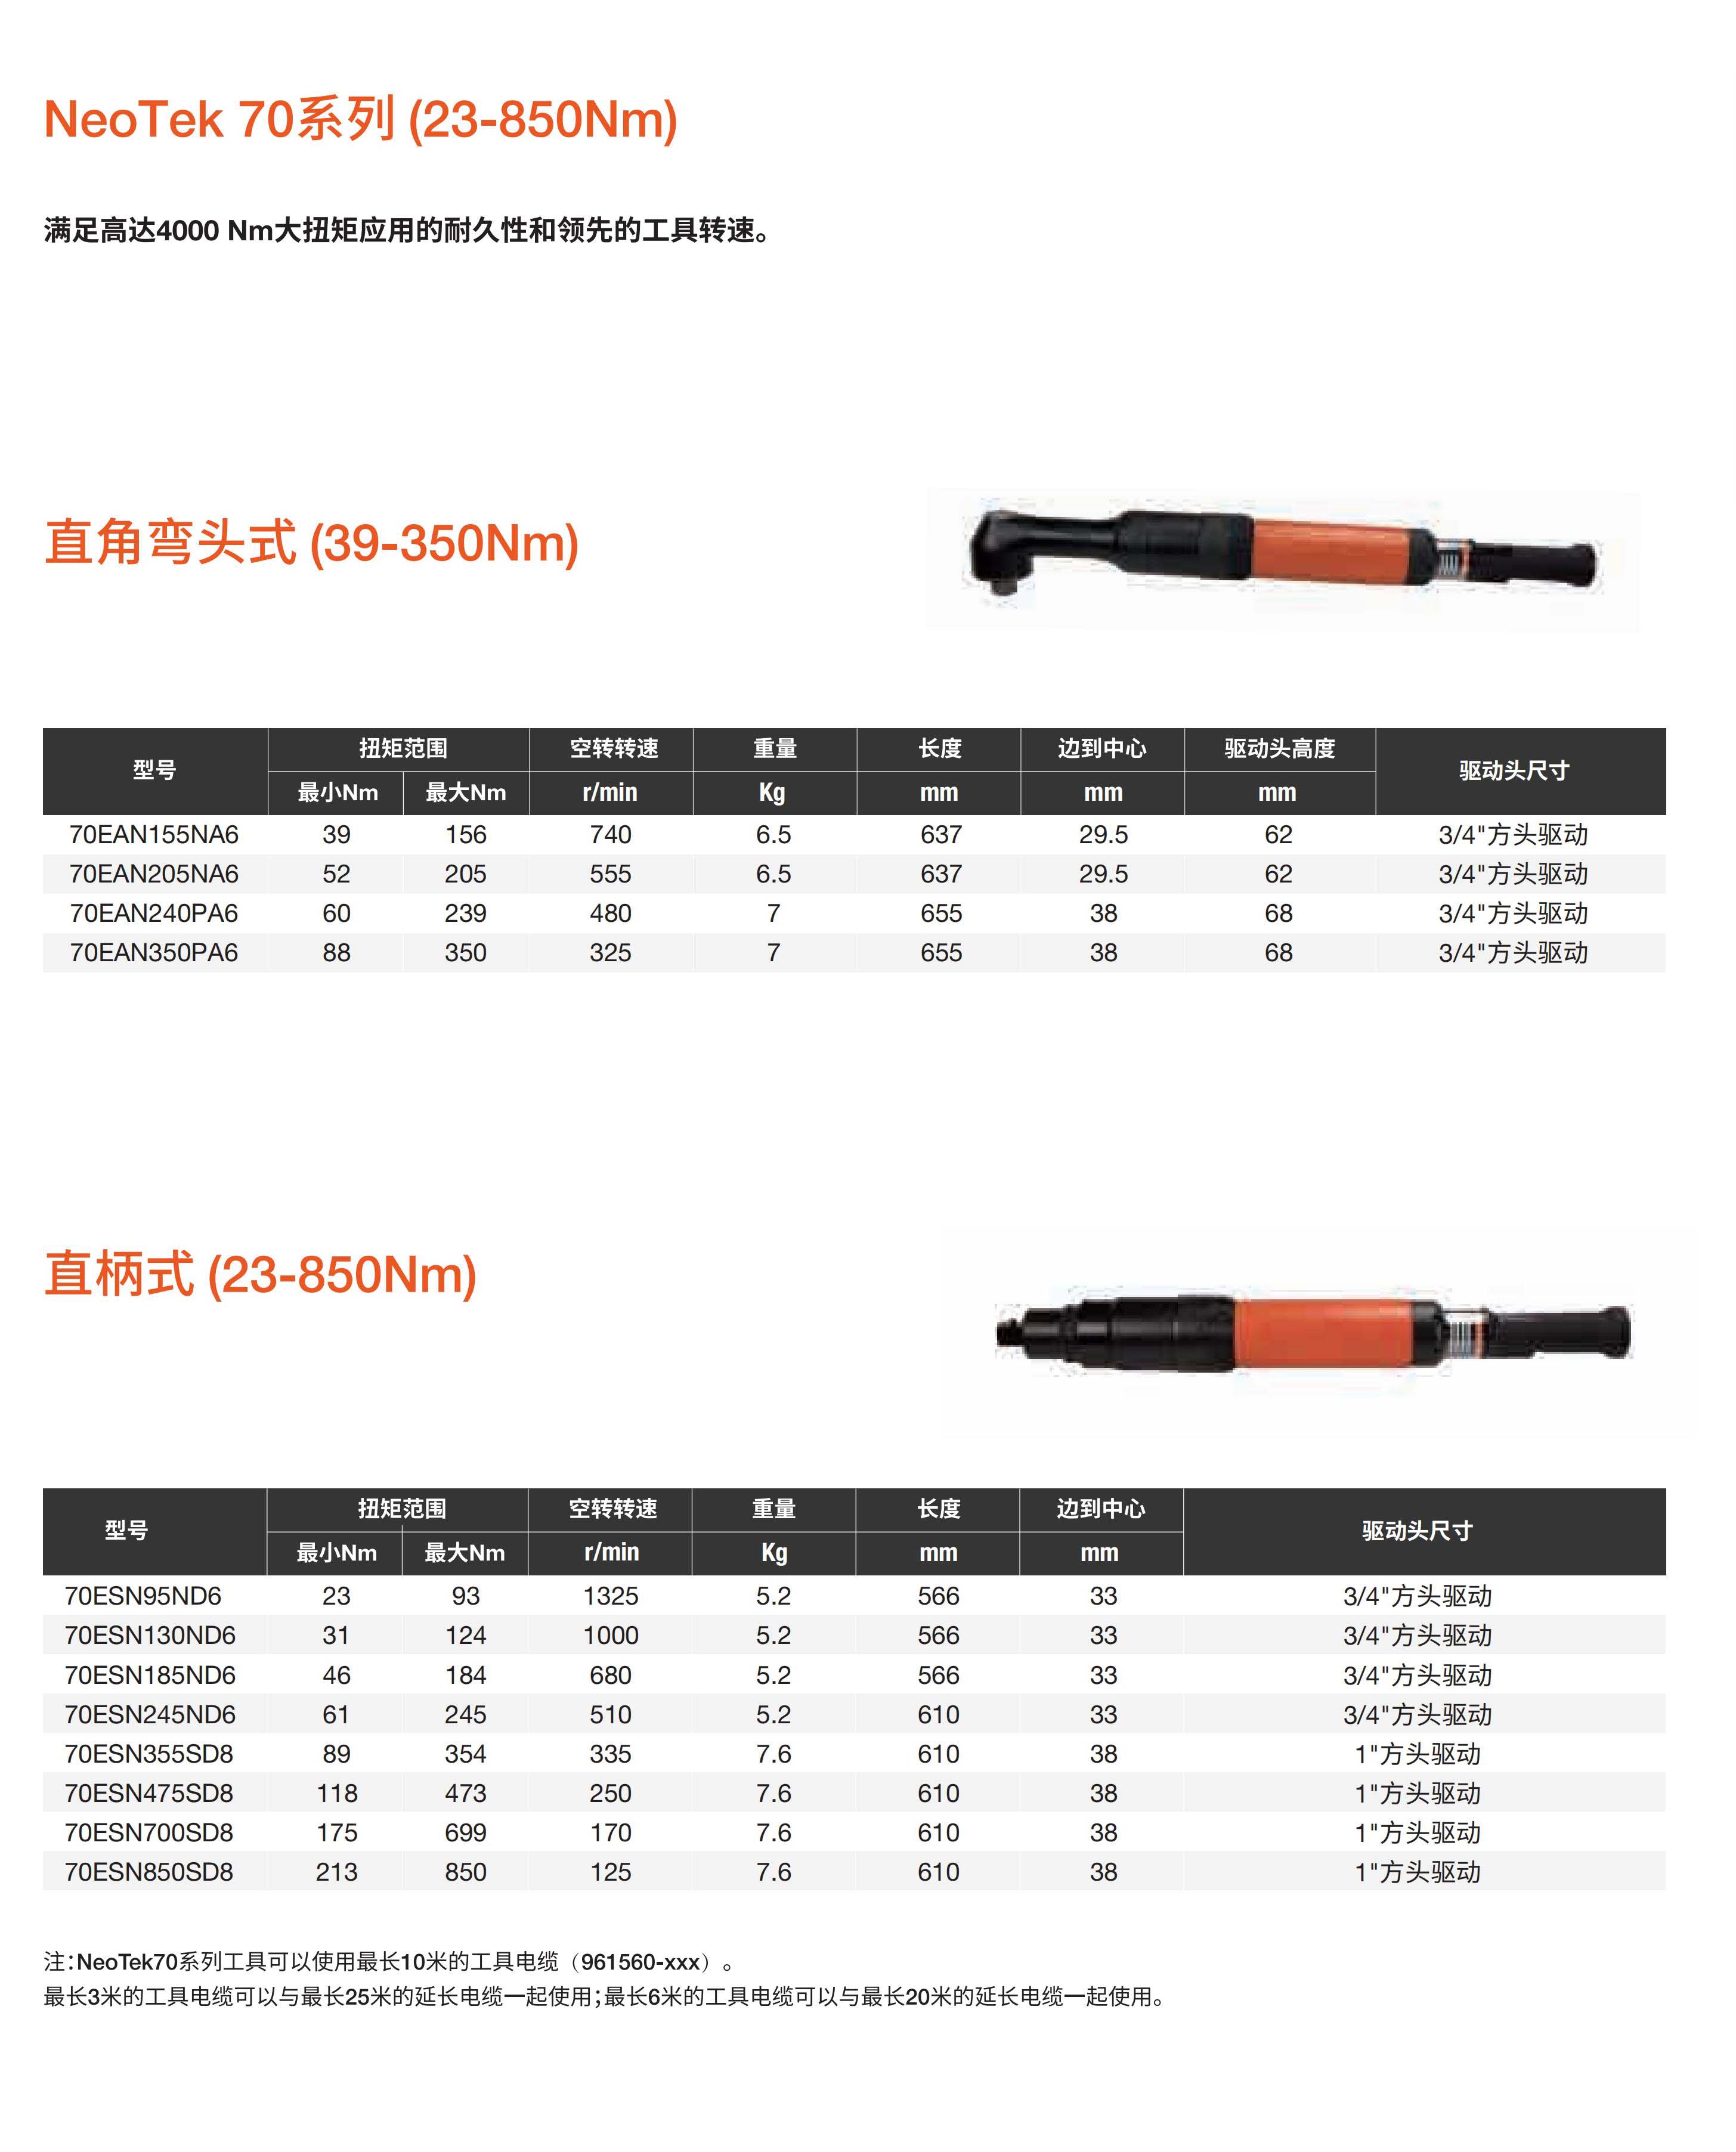 NeoTek 70系列 (23-850Nm)
满足高达4000 Nm大扭矩应用的耐久性和领先的工具转速。
直角弯头式 (39-350Nm)
型号 扭矩范围 空转转速 重量 长度 边到中心 驱动头高度 驱动头尺寸
最小Nm 最大Nm r/min Kg mm mm mm
70EAN155NA6 39 156 740 6.5 637 29.5 62 3/4"方头驱动
70EAN205NA6 52 205 555 6.5 637 29.5 62 3/4"方头驱动
70EAN240PA6 60 239 480 7 655 38 68 3/4"方头驱动
70EAN350PA6 88 350 325 7 655 38 68 3/4"方头驱动
直柄式 (23-850Nm)
型号 扭矩范围 空转转速 重量 长度 边到中心 驱动头尺寸
最小Nm 最大Nm r/min Kg mm mm
70ESN95ND6 23 93 1325 5.2 566 33 3/4"方头驱动
70ESN130ND6 31 124 1000 5.2 566 33 3/4"方头驱动
70ESN185ND6 46 184 680 5.2 566 33 3/4"方头驱动
70ESN245ND6 61 245 510 5.2 610 33 3/4"方头驱动
70ESN355SD8 89 354 335 7.6 610 38 1"方头驱动
70ESN475SD8 118 473 250 7.6 610 38 1"方头驱动
70ESN700SD8 175 699 170 7.6 610 38 1"方头驱动
70ESN850SD8 213 850 125 7.6 610 38 1"方头驱动
注：NeoTek70系列工具可以使用最长10米的工具电缆（961560-xxx）。
最长3米的工具电缆可以与最长25米的延长电缆一起使用；最长6米的工具电缆可以与最长20米的延长电缆一起使用。